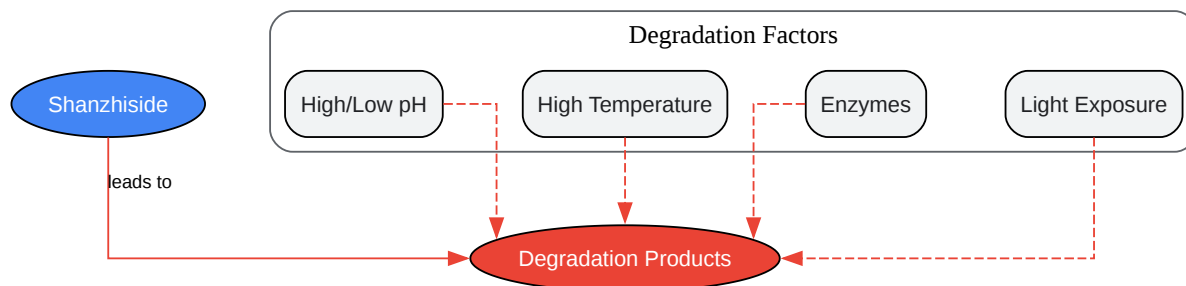 Degradation Factors
Shanzhiside
High/Low pH
High Temperature
Enzymes
Light Exposure
leads to
Degradation Products